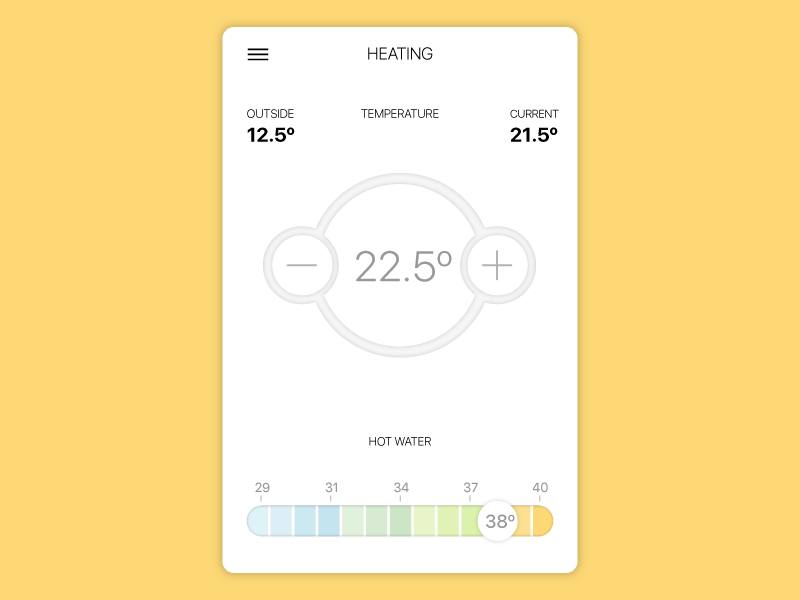 HEATING
OUTSIDE TEMPERATURE CURRENT
12.5º 21.5º
22.5º
HOT WATER
29 31 34 37 40
38º